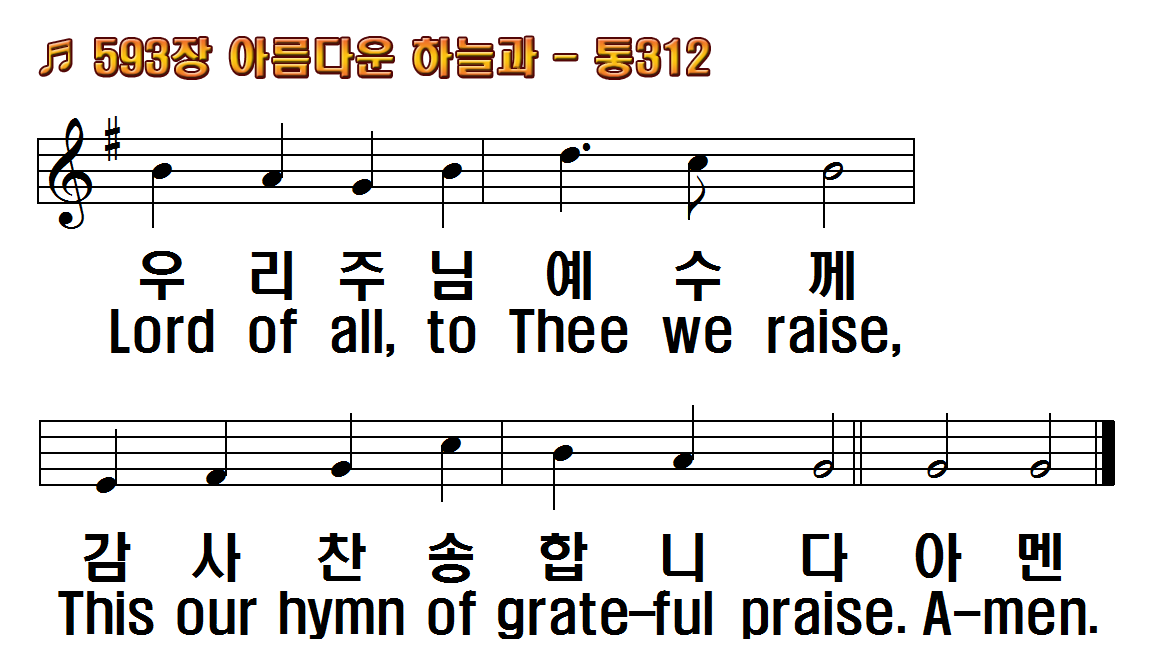 ♬ 593장 아름다운 하늘과 - 통312
우 리 주 님 예 수 께
Lord of all, to Thee we raise,
감 사 찬 송 합 니 다 아 멘
This our hymn of grate-ful praise. A-men.